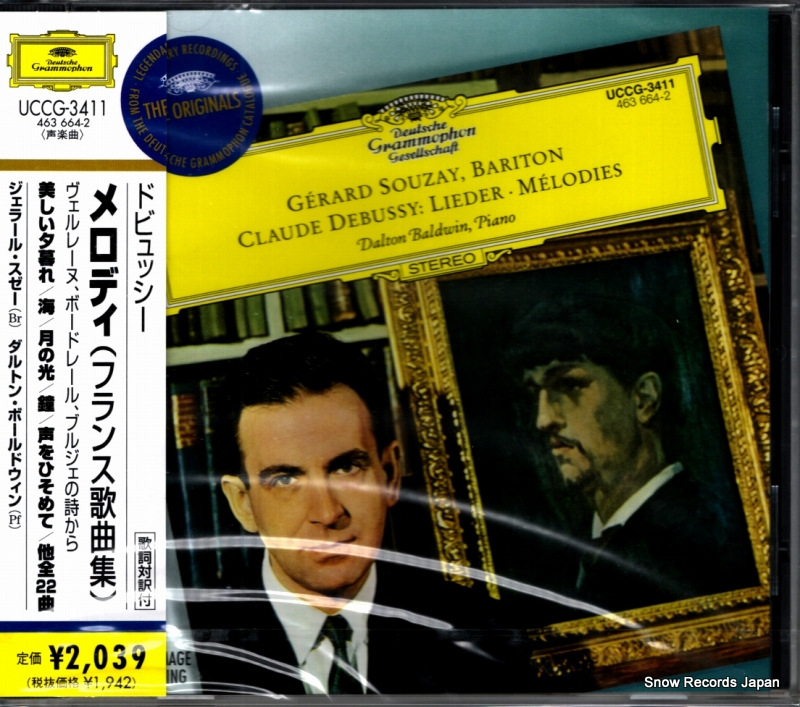 Deutsche
Grammophon
UCCG-3411
463 664-2
〈声楽曲〉
ドビュッシー
メロディ(フランス歌曲集)
ヴェルレーヌ、ボードレール、ブルジェの詩から
美しい夕暮れ/海/月の光/鐘/声をひそめて/他全22曲
ジェラール・スゼー(Br) ダルトン・ボールドウィン(Pf)
歌詞対訳付
定価 ¥2,039
(税抜価格 ¥1,942)
LEGENDARY RECORDINGS
THE ORIGINALS
FROM THE DEUTSCHE GRAMMOPHON CATALOGUE
UCCG-3411
463 664-2
Deutsche
Grammophon
Gesellschaft
GÉRARD SOUZAY, BARITON
CLAUDE DEBUSSY: LIEDER · MÉLODIES
Dalton Baldwin, Piano
STEREO
Snow Records Japan